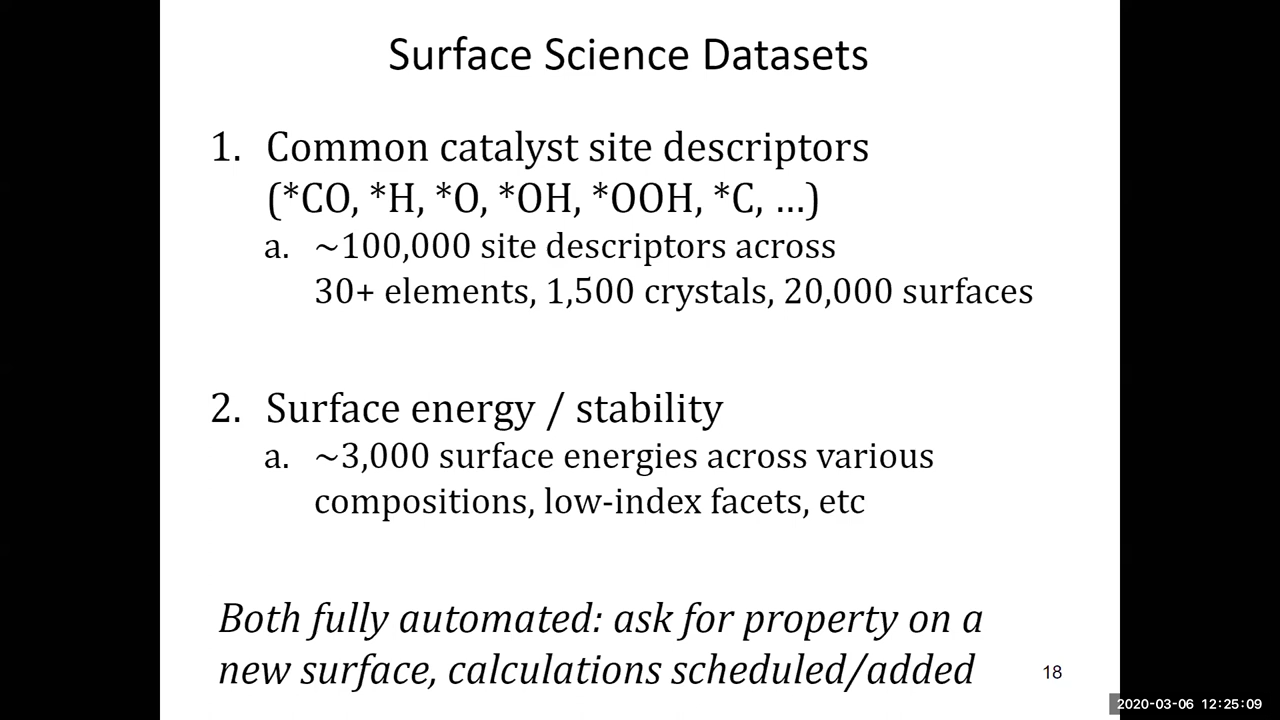 Surface Science Datasets
1. Common catalyst site descriptors
(*CO, *H, *O, *OH, *OOH, *C, ...)
a. ~100,000 site descriptors across
30+ elements, 1,500 crystals, 20,000 surfaces
2. Surface energy / stability
a. ~3,000 surface energies across various
compositions, low-index facets, etc
Both fully automated: ask for property on a
new surface, calculations scheduled/added
18
2020-03-06 12:25:09